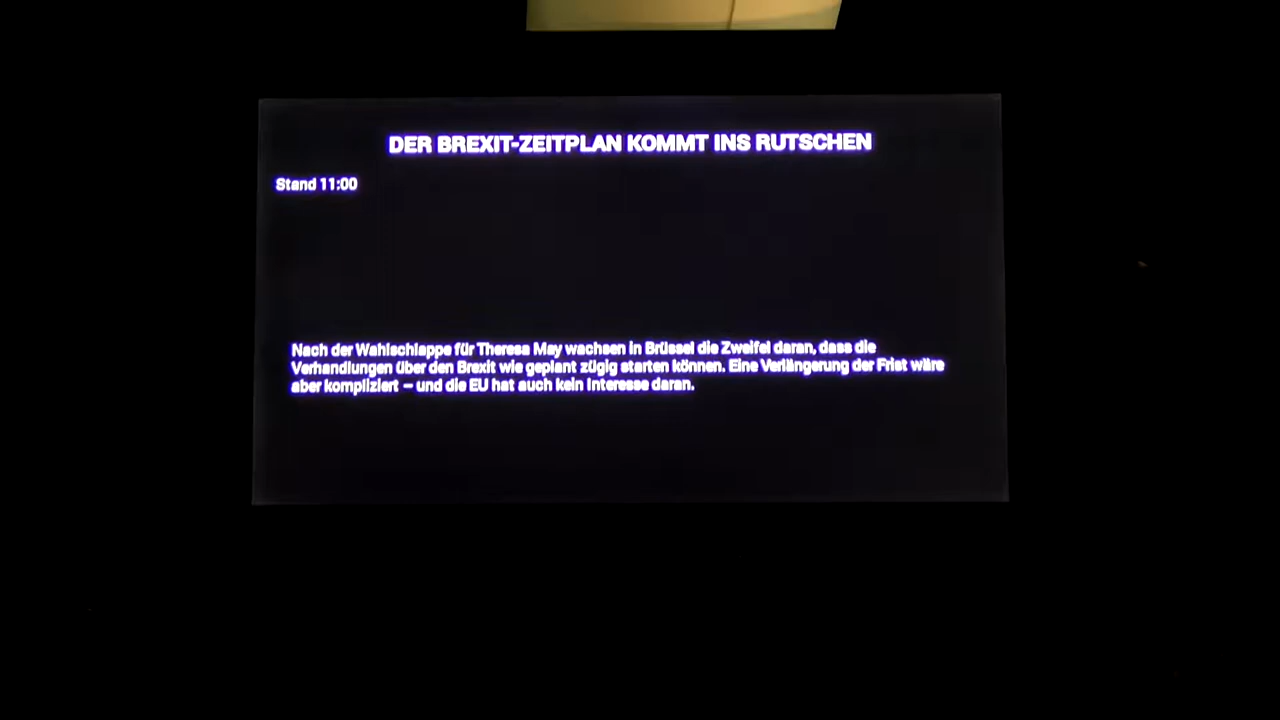 DER BREXIT-ZEITPLAN KOMMT INS RUTSCHEN
Stand 11:00
Nach der Wahlschlappe für Theresa May wachsen in Brüssel die Zweifel daran, dass die
Verhandlungen über den Brexit wie geplant zügig starten können. Eine Verlängerung der Frist wäre
aber kompliziert – und die EU hat auch kein Interesse daran.